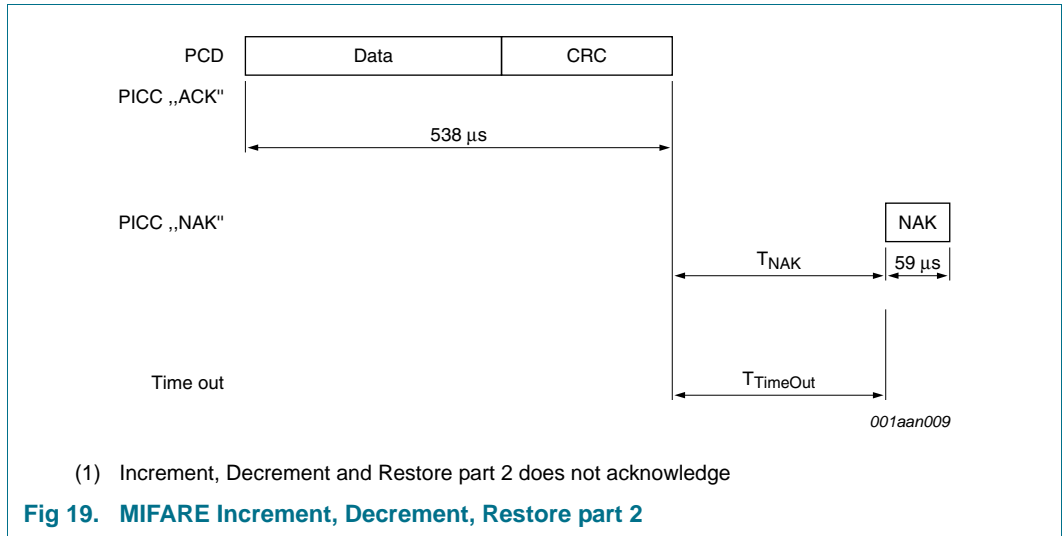 PCD Data CRC
PICC ,,ACK"
538 μs
PICC ,,NAK" NAK
TNAK 59 μs
Time out TTimeOut
001aan009
(1) Increment, Decrement and Restore part 2 does not acknowledge
Fig 19. MIFARE Increment, Decrement, Restore part 2